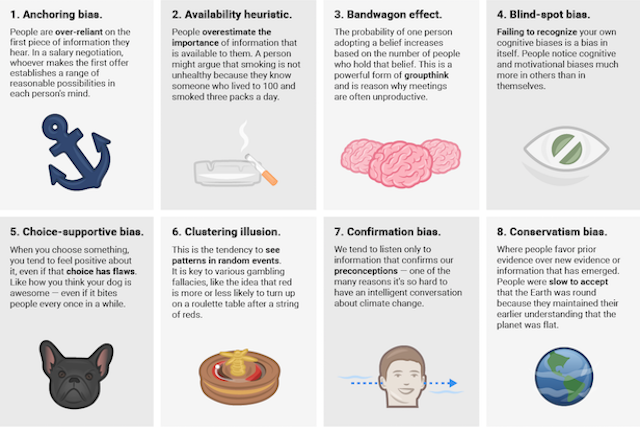 1. Anchoring bias.
People are over-reliant on the
first piece of information they
hear. In a salary negotiation,
whoever makes the first offer
establishes a range of
reasonable possibilities in
each person's mind.
2. Availability heuristic.
People overestimate the
importance of information that
is available to them. A person
might argue that smoking is not
unhealthy because they know
someone who lived to 100 and
smoked three packs a day.
3. Bandwagon effect.
The probability of one person
adopting a belief increases
based on the number of people
who hold that belief. This is a
powerful form of groupthink
and is reason why meetings
are often unproductive.
4. Blind-spot bias.
Failing to recognize your own
cognitive biases is a bias in
itself. People notice cognitive
and motivational biases much
more in others than in
themselves.
5. Choice-supportive bias.
When you choose something,
you tend to feel positive about
it, even if that choice has flaws.
Like how you think your dog is
awesome — even if it bites
people every once in a while.
6. Clustering illusion.
This is the tendency to see
patterns in random events.
It is key to various gambling
fallacies, like the idea that red
is more or less likely to turn up
on a roulette table after a string
of reds.
7. Confirmation bias.
We tend to listen only to
information that confirms our
preconceptions — one of the
many reasons it's so hard to
have an intelligent conversation
about climate change.
8. Conservatism bias.
Where people favor prior
evidence over new evidence or
information that has emerged.
People were slow to accept
that the Earth was round
because they maintained their
earlier understanding that the
planet was flat.